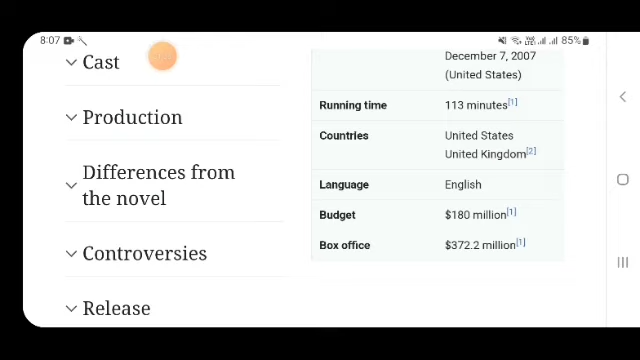 8:07
85%
Cast
Production
Differences from
the novel
Controversies
Release
December 7, 2007
(United States)
Running time 113 minutes[1]
Countries United States
United Kingdom[2]
Language English
Budget $180 million[1]
Box office $372.2 million[1]